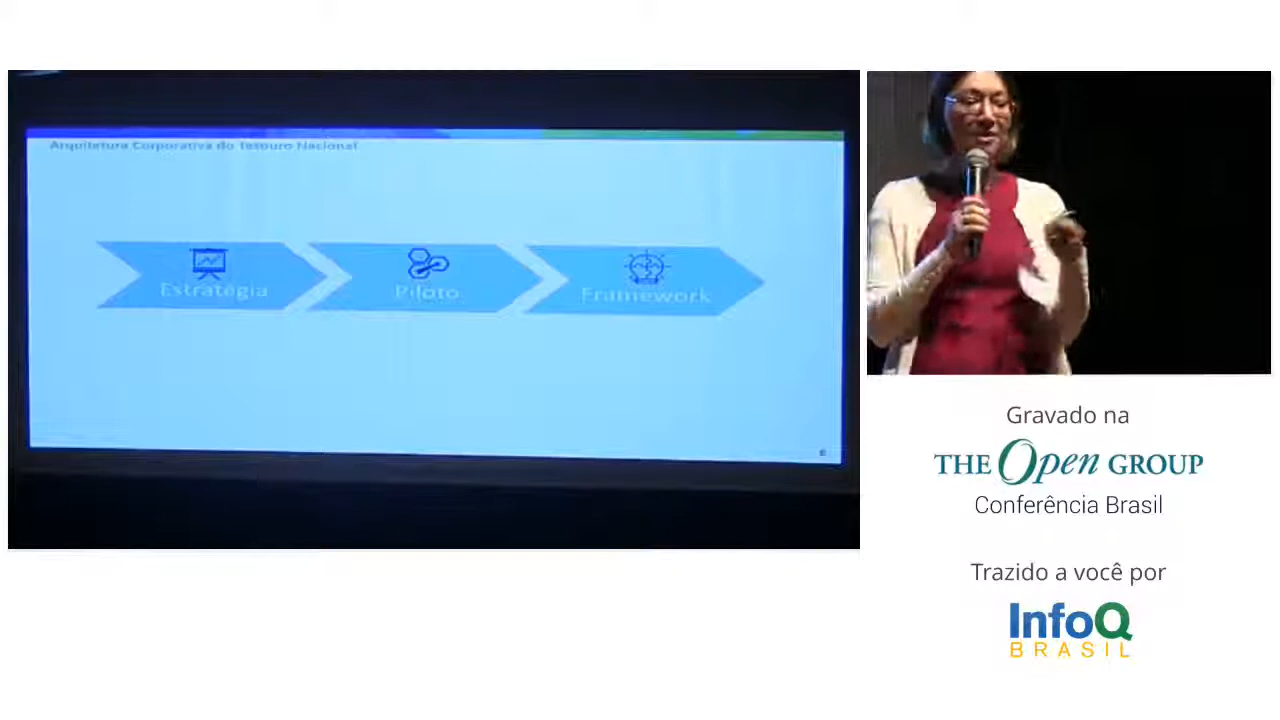 Arquitetura Corporativa do Tesouro Nacional
Estratégia
Piloto
Framework
6
Gravado na
THE Open GROUP
Conferência Brasil
Trazido a você por
InfoQ
BRASIL